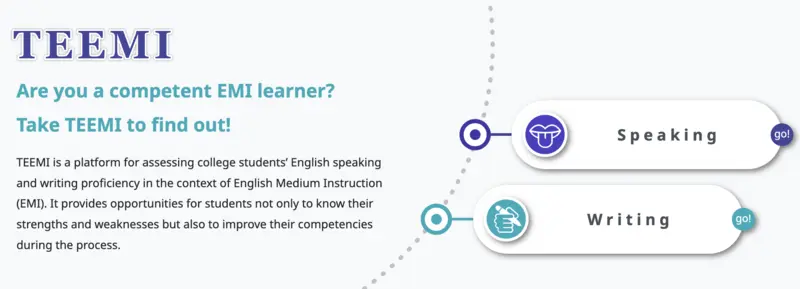 TEEMI
Are you a competent EMI learner?
Take TEEMI to find out!
TEEMI is a platform for assessing college students’ English speaking
and writing proficiency in the context of English Medium Instruction
(EMI). It provides opportunities for students not only to know their
strengths and weaknesses but also to improve their competencies
during the process.
Speaking
go!
Writing
go!